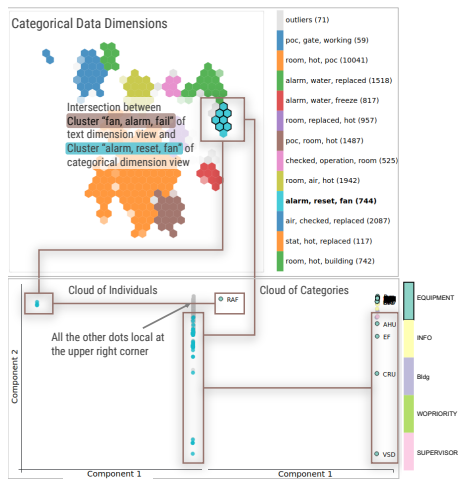 Categorical Data Dimensions
outliers (71)
poc, gate, working (59)
room, hot, poc (10041)
alarm, water, replaced (1518)
alarm, water, freeze (817)
room, replaced, hot (957)
poc, room, hot (1487)
checked, operation, room (525)
room, air, hot (1942)
alarm, reset, fan (744)
air, checked, replaced (2087)
stat, hot, replaced (117)
room, hot, building (742)
Intersection between
Cluster "fan, alarm, fail" of
text dimension view and
Cluster "alarm, reset, fan" of
categorical dimension view
Cloud of Individuals
Cloud of Categories
RAF
All the other dots local at
the upper right corner
AHU
EF
CRU
VSD
EQUIPMENT
INFO
Bldg
WOPRIORITY
SUPERVISOR
Component 2
Component 1
Component 1